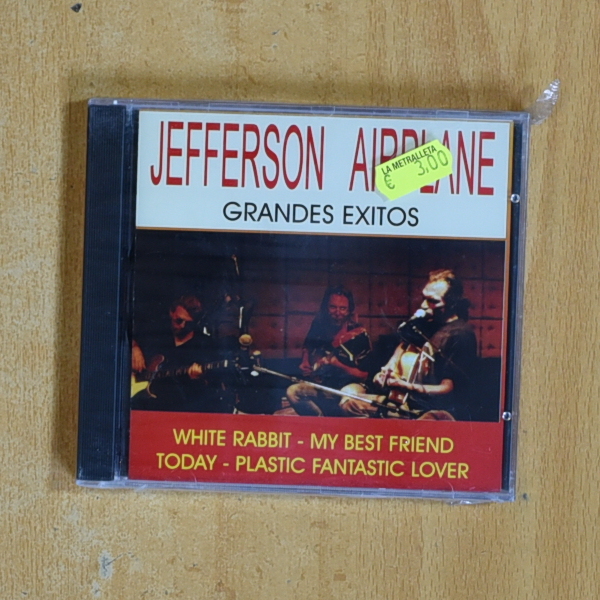 JEFFERSON AIRPLANE
LA METRALLETA
€ 3,00
GRANDES EXITOS
WHITE RABBIT - MY BEST FRIEND
TODAY - PLASTIC FANTASTIC LOVER